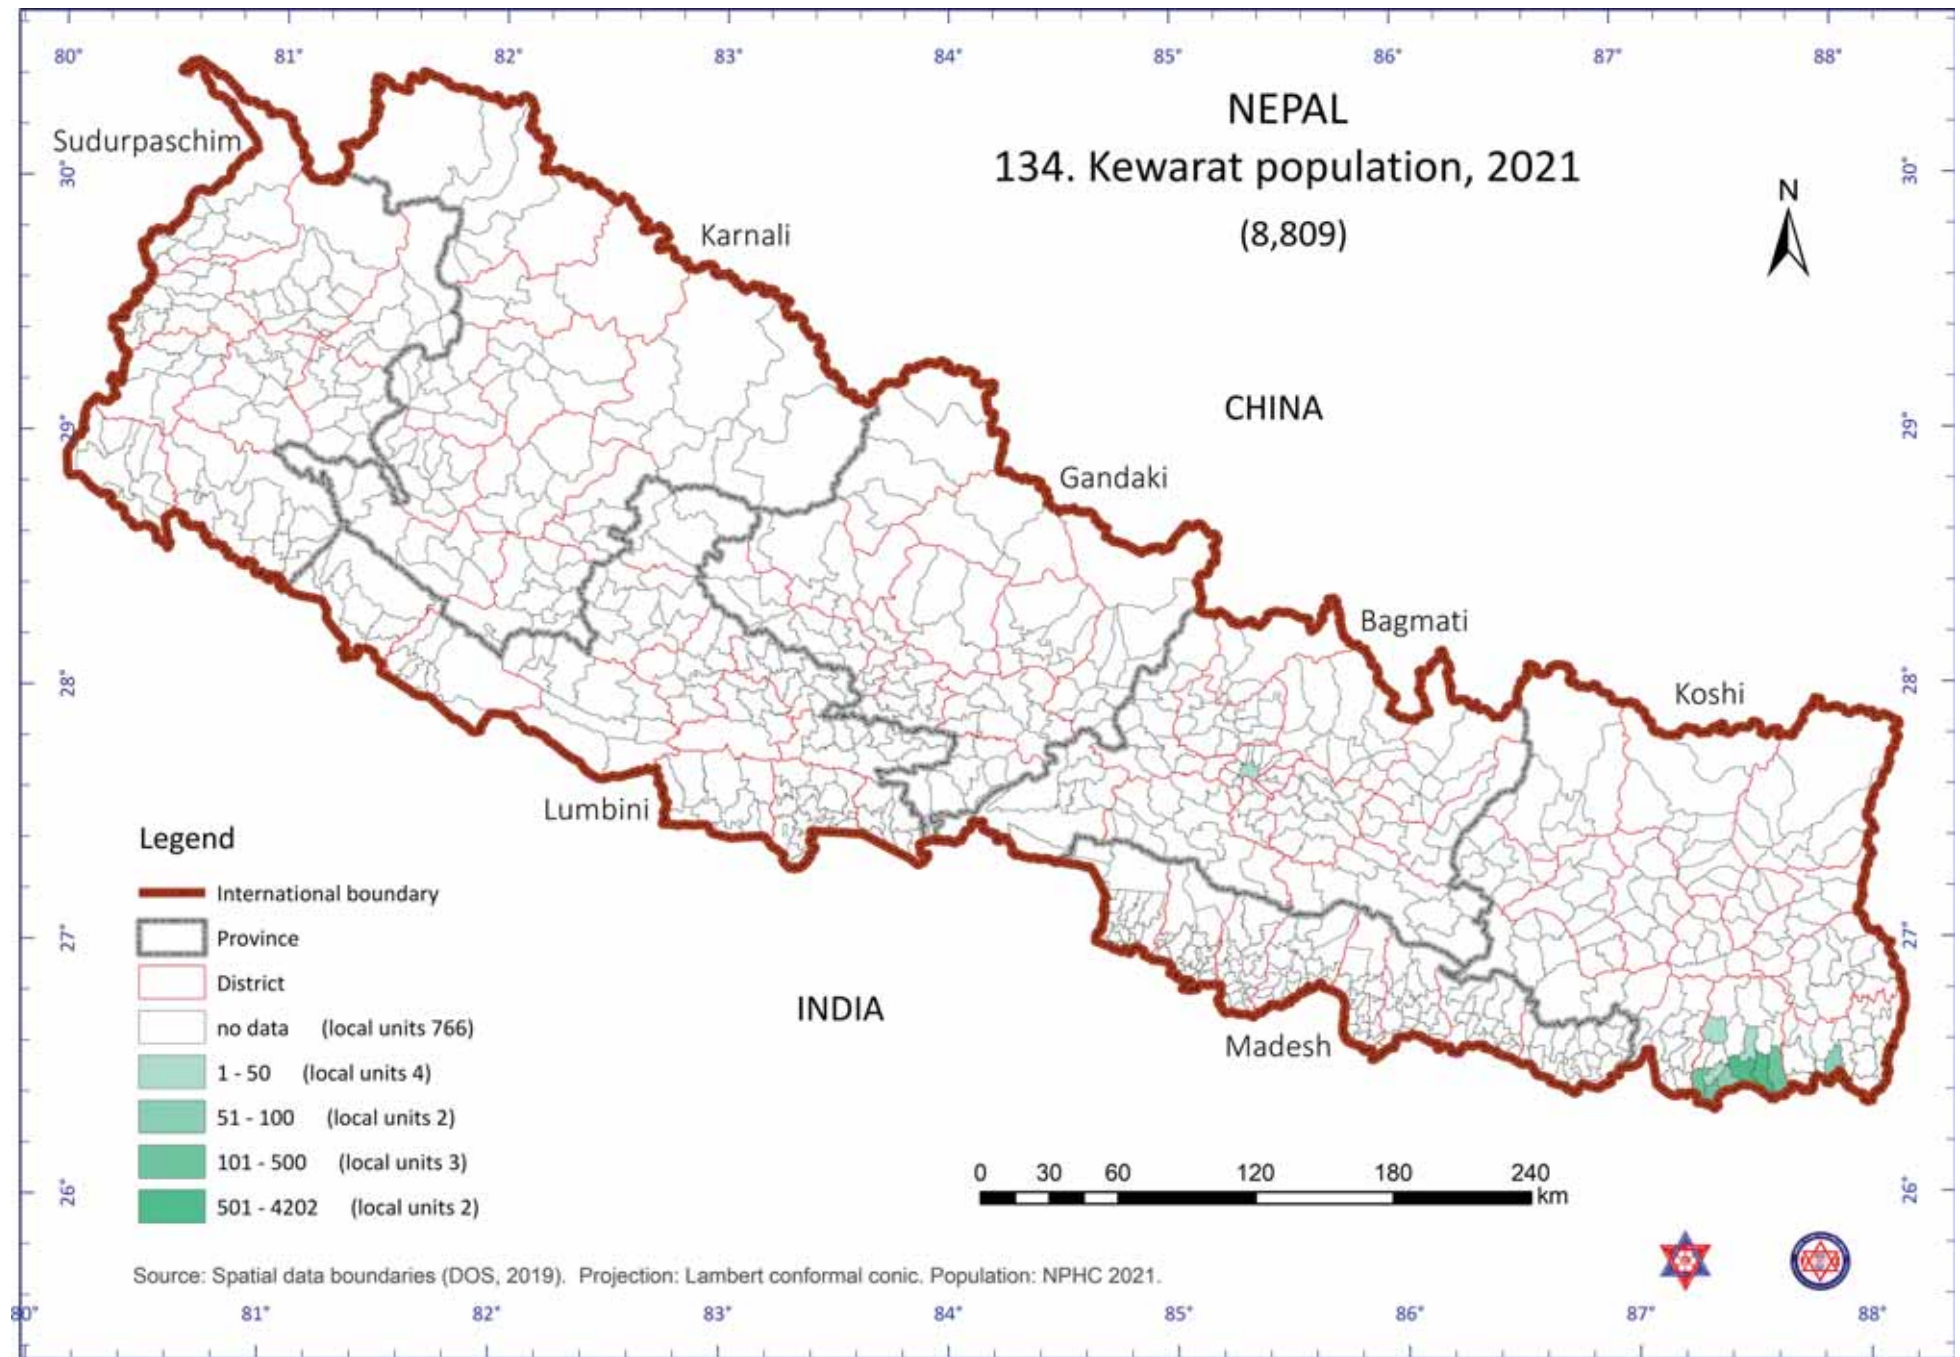 80° 81° 82° 83° 84° 85° 86° 87° 88°
NEPAL
134. Kewarat population, 2021
(8,809)
N
Sudurpaschim
30° 30°
Karnali
CHINA
29° 29°
Gandaki
Bagmati
28° 28°
Koshi
Lumbini
Legend
International boundary
Province
District
no data (local units 766)
1 - 50 (local units 4)
51 - 100 (local units 2)
101 - 500 (local units 3)
501 - 4202 (local units 2)
27° 27°
INDIA
Madesh
0 30 60 120 180 240
km
26° 26°
Source: Spatial data boundaries (DOS, 2019). Projection: Lambert conformal conic. Population: NPHC 2021.
80° 81° 82° 83° 84° 85° 86° 87° 88°